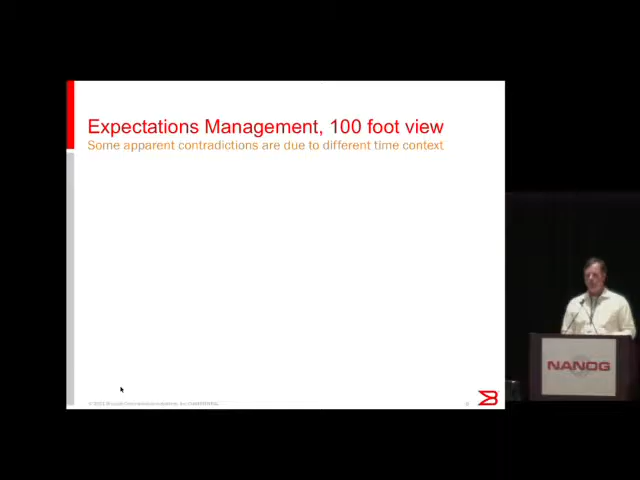 Expectations Management, 100 foot view
Some apparent contradictions are due to different time context
NANOG